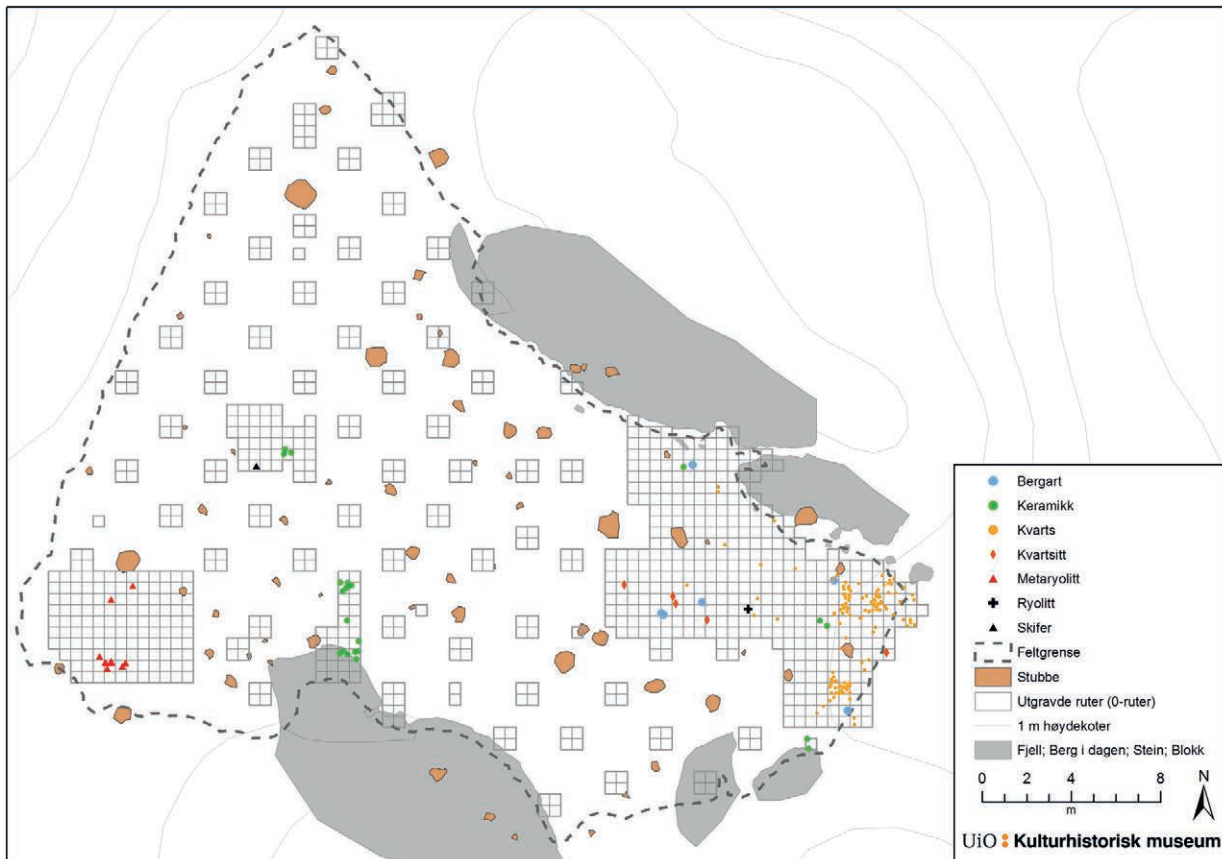 Bergart
Keramikk
Kvarts
Kvartsitt
Metaryolitt
Ryolitt
Skifer
Feltgrense
Stubbe
Utgravde ruter (0-ruter)
1 m høydekoter
Fjell; Berg i dagen; Stein; Blokk
0 2 4 8
m
N
UiO Kulturhistorisk museum